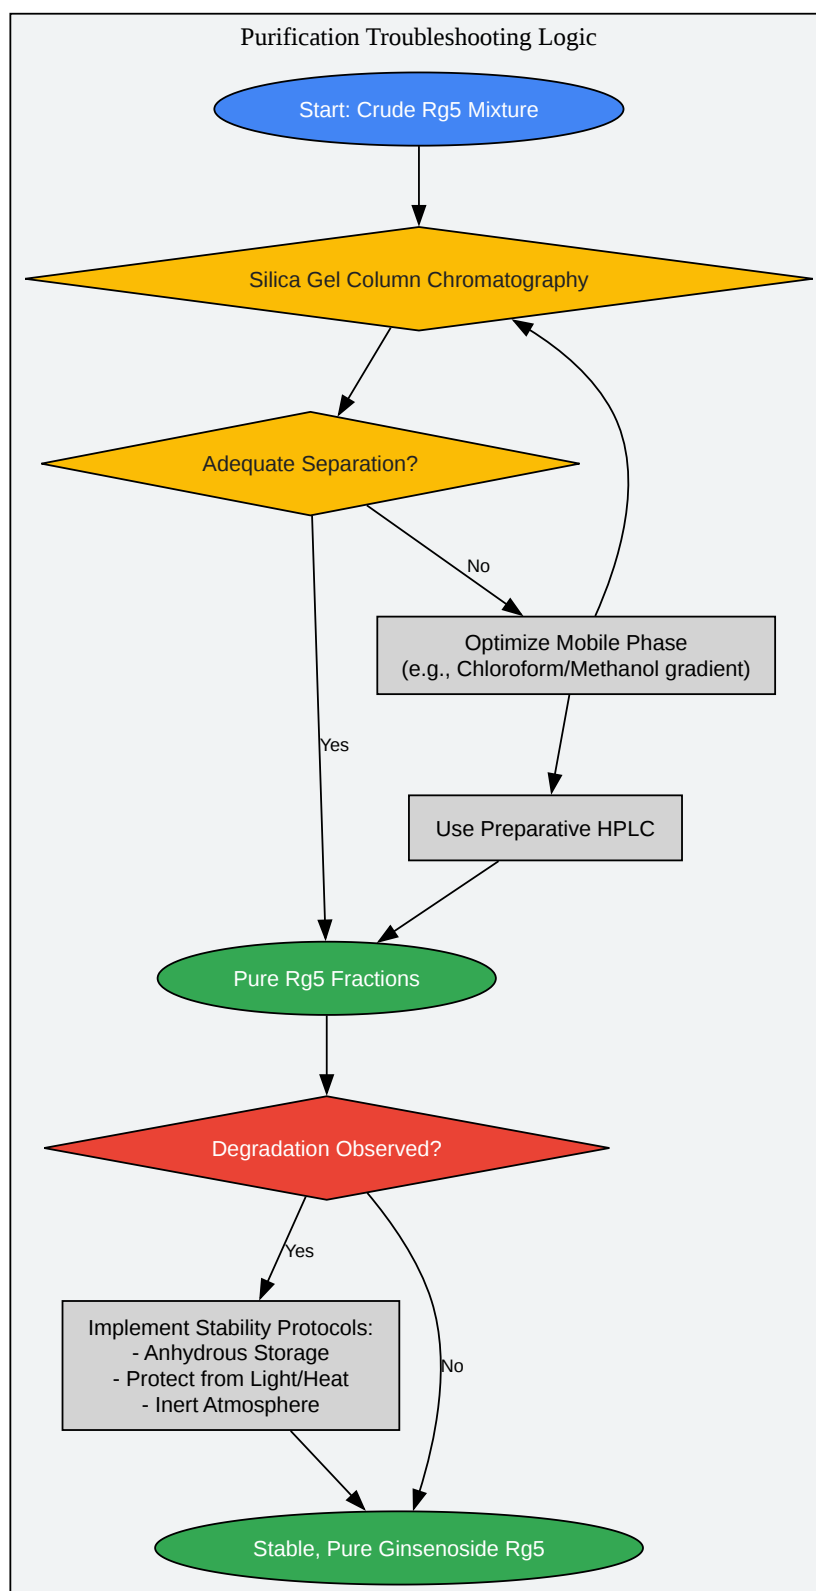 Purification Troubleshooting Logic
Start: Crude Rg5 Mixture
Silica Gel Column Chromatography
Adequate Separation?
No
Optimize Mobile Phase
(e.g., Chloroform/Methanol gradient)
Yes
Use Preparative HPLC
Pure Rg5 Fractions
Degradation Observed?
Yes
Implement Stability Protocols:
- Anhydrous Storage
- Protect from Light/Heat
- Inert Atmosphere
No
Stable, Pure Ginsenoside Rg5